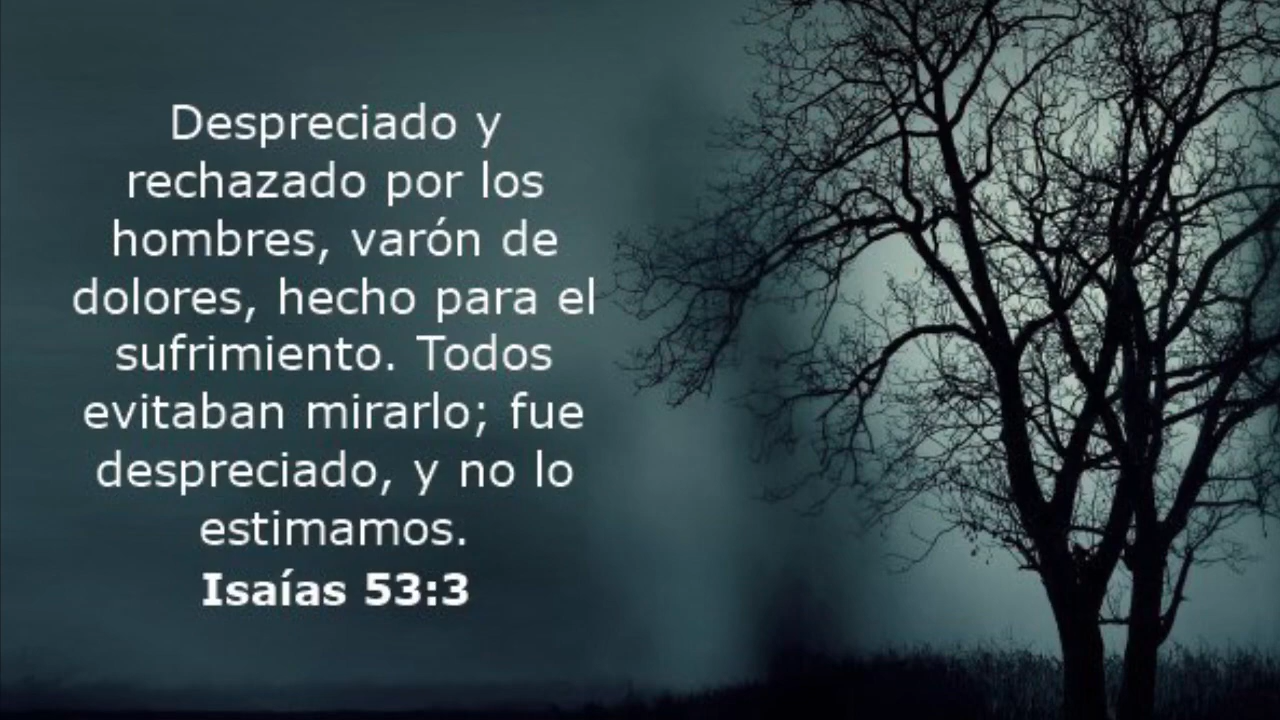 Despreciado y
rechazado por los
hombres, varón de
dolores, hecho para el
sufrimiento. Todos
evitaban mirarlo; fue
despreciado, y no lo
estimamos.
Isaías 53:3